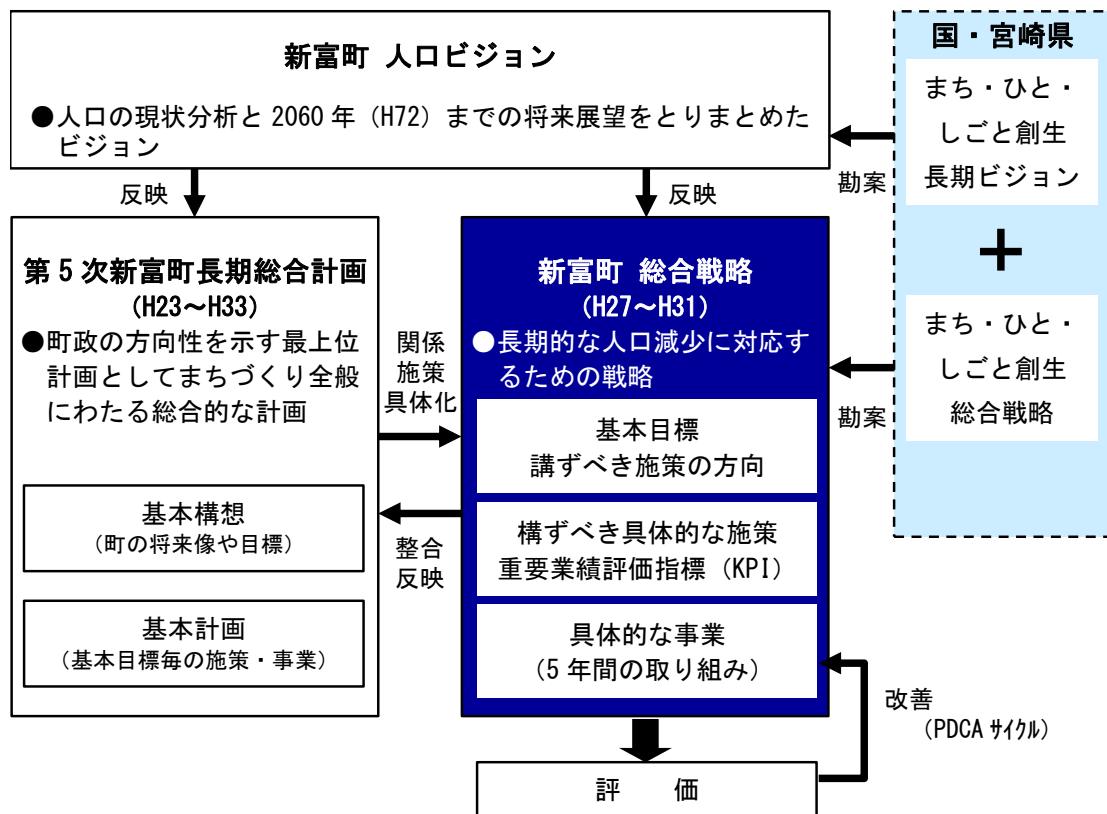 新富町 人口ビジョン
●人口の現状分析と 2060 年（H72）までの将来展望をとりまとめた
ビジョン
国・宮崎県
まち・ひと・
しごと創生
長期ビジョン
+
まち・ひと・
しごと創生
総合戦略
勘案
勘案
反映
反映
第 5 次新富町長期総合計画
(H23～H33)
●町政の方向性を示す最上位
計画としてまちづくり全般
にわたる総合的な計画
基本構想
(町の将来像や目標)
基本計画
(基本目標毎の施策・事業)
関係
施策
具体化
整合
反映
新富町 総合戦略
(H27～H31)
●長期的な人口減少に対応す
るための戦略
基本目標
講ずべき施策の方向
構ずべき具体的な施策
重要業績評価指標（KPI）
具体的な事業
(5 年間の取り組み)
改善
（PDCA ｻｲｸﾙ）
評　　価